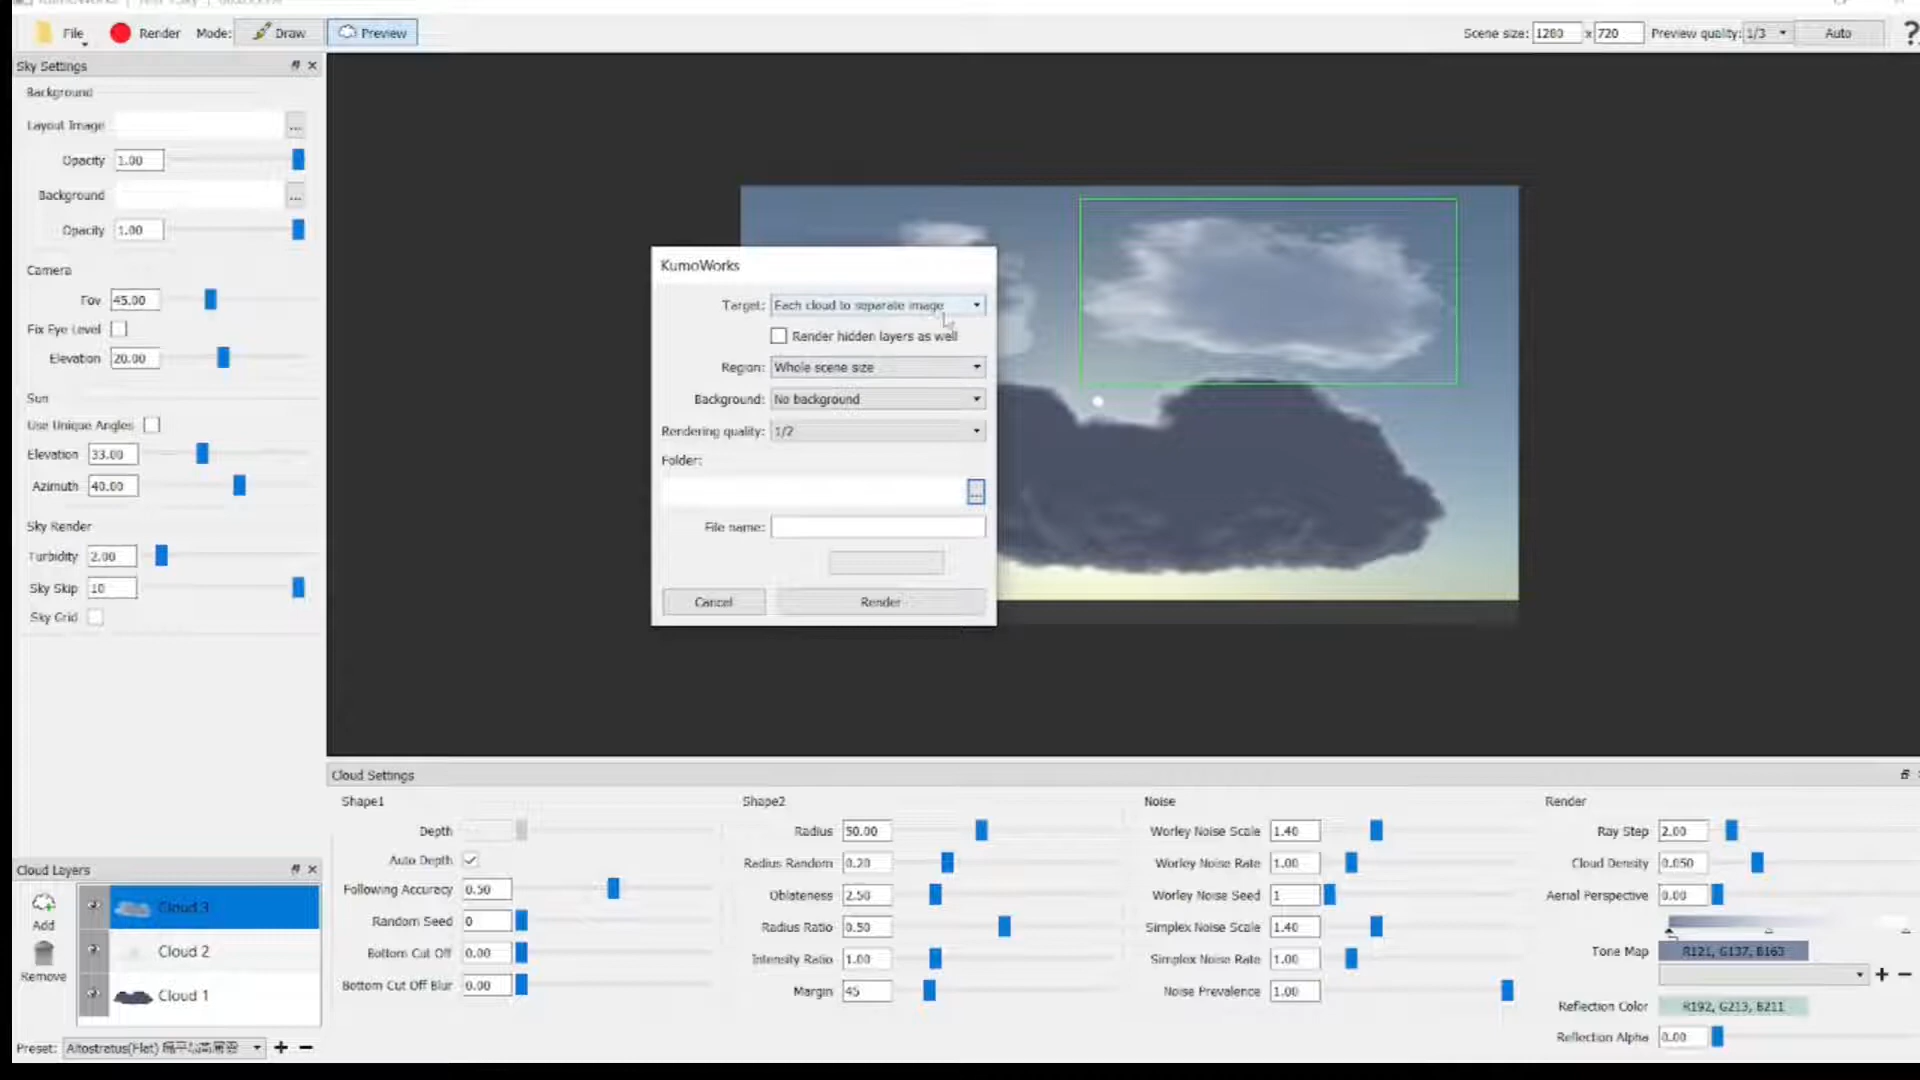 File
Render
Mode:
Draw
Preview
Scene size: 1280 x 720
Preview quality: 1/3
Auto
?
Sky Settings
Background
Layout Image ...
Opacity 1.00
Background ...
Opacity 1.00
Camera
Fov 45.00
Fix Eye Level
Elevation 20.00
Sun
Use Unique Angles
Elevation 33.00
Azimuth 40.00
Sky Render
Turbidity 2.00
Sky Skip 10
Sky Grid
KumoWorks
Target: Each cloud to separate image
Render hidden layers as well
Region: Whole scene size
Background: No background
Rendering quality: 1/2
Folder:
...
File name:
Cancel
Render
Cloud Layers
Add
Remove
Cloud 3
Cloud 2
Cloud 1
Preset: Altostratus(Flat)
Cloud Settings
Shape1
Depth
Auto Depth
Following Accuracy 0.50
Random Seed 0
Bottom Cut Off 0.00
Bottom Cut Off Blur 0.00
Shape2
Radius 50.00
Radius Random 0.20
Oblateness 2.50
Radius Ratio 0.50
Intensity Ratio 1.00
Margin 45
Noise
Worley Noise Scale 1.40
Worley Noise Rate 1.00
Worley Noise Seed 1
Simplex Noise Scale 1.40
Simplex Noise Rate 1.00
Noise Prevalence 1.00
Render
Ray Step 2.00
Cloud Density 0.050
Aerial Perspective 0.00
Tone Map R121, G137, B163
Reflection Color R192, G213, B211
Reflection Alpha 0.00